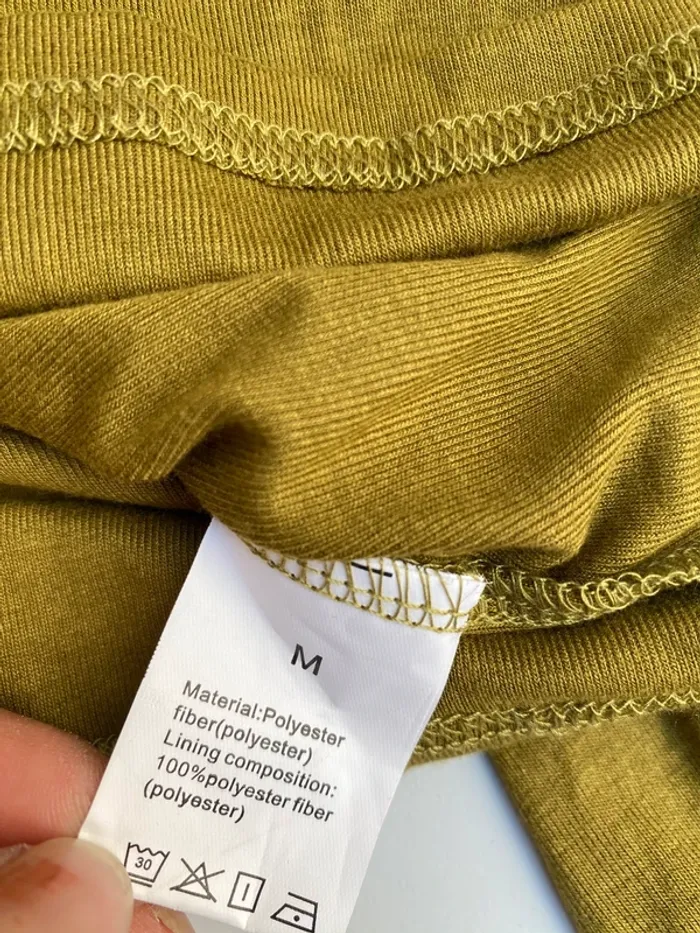 M
Material:Polyester
fiber(polyester)
Lining composition:
100%polyester fiber
(polyester)
30